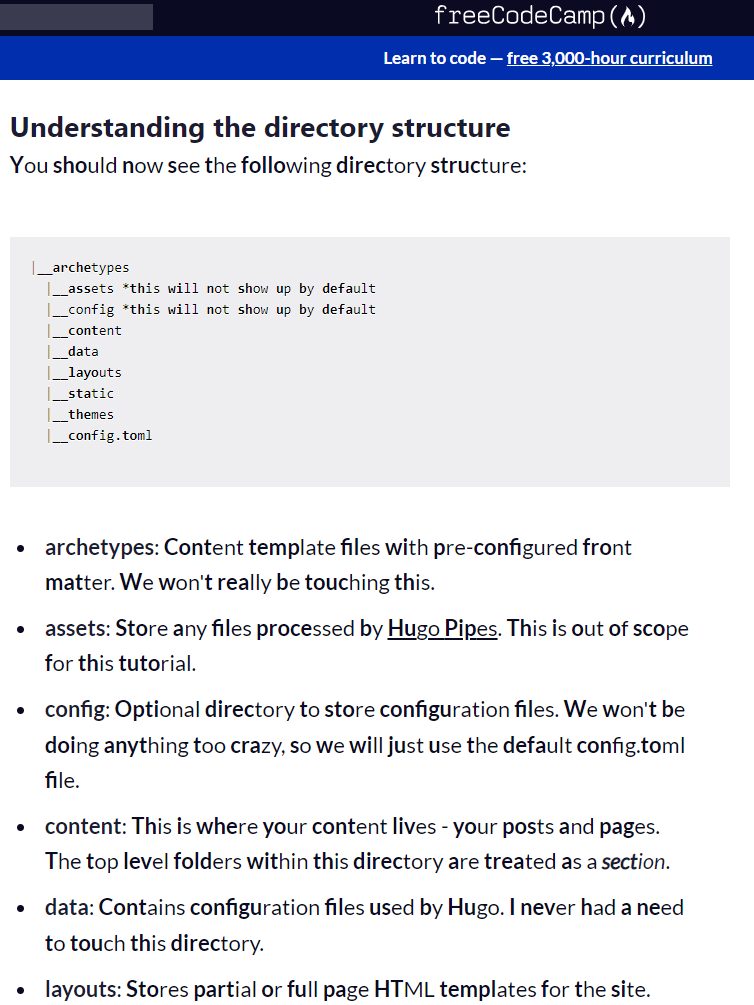 freeCodeCamp
Learn to code — free 3,000-hour curriculum
Understanding the directory structure
You should now see the following directory structure:
|__archetypes
|__assets *this will not show up by default
|__config *this will not show up by default
|__content
|__data
|__layouts
|__static
|__themes
|__config.toml
• archetypes: Content template files with pre-configured front
matter. We won't really be touching this.
• assets: Store any files processed by Hugo Pipes. This is out of scope
for this tutorial.
• config: Optional directory to store configuration files. We won't be
doing anything too crazy, so we will just use the default config.toml
file.
• content: This is where your content lives - your posts and pages.
The top level folders within this directory are treated as a section.
• data: Contains configuration files used by Hugo. I never had a need
to touch this directory.
• layouts: Stores partial or full page HTML templates for the site.